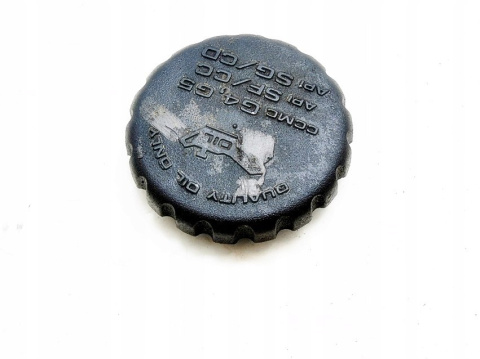 QUALITY OIL ONLY
OIL
CCMC G4, G5
API SF/CC
API SG/CD